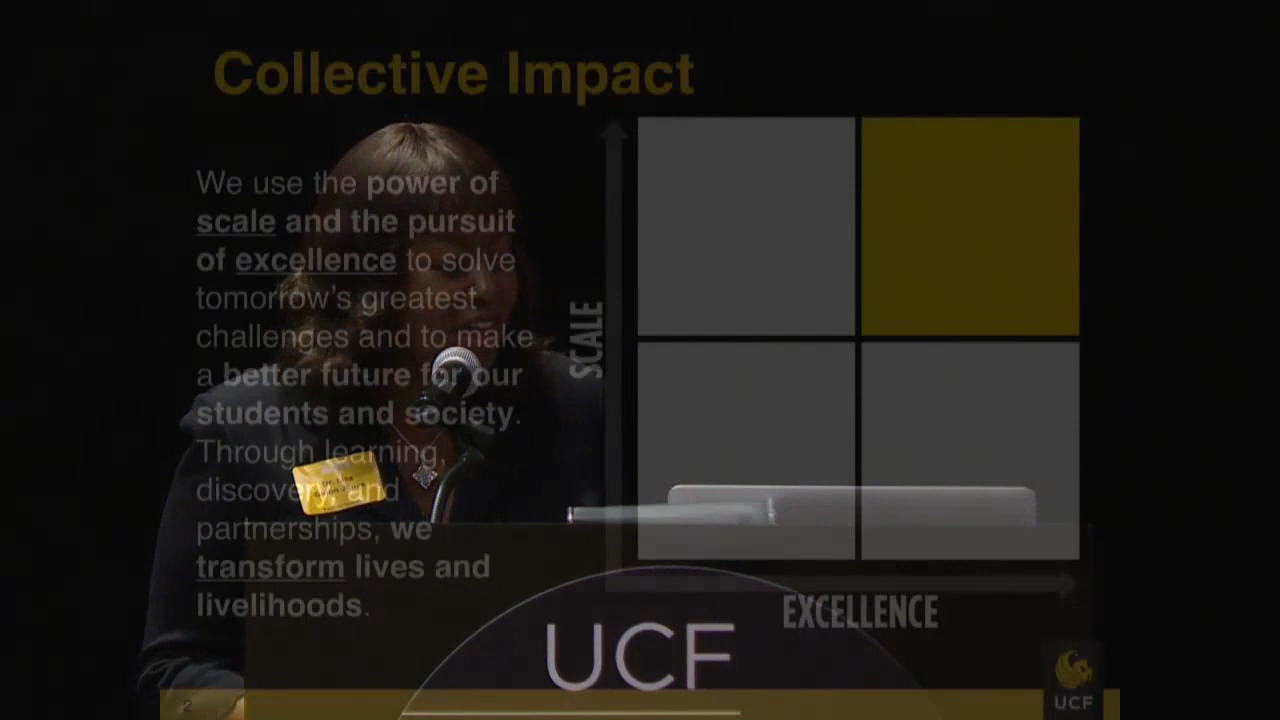 Collective Impact
We use the power of
scale and the pursuit
of excellence to solve
tomorrow's greatest
challenges and to make
a better future for our
students and society.
Through learning,
discovery, and
partnerships, we
transform lives and
livelihoods.
SCALE
EXCELLENCE
UCF
2
UCF